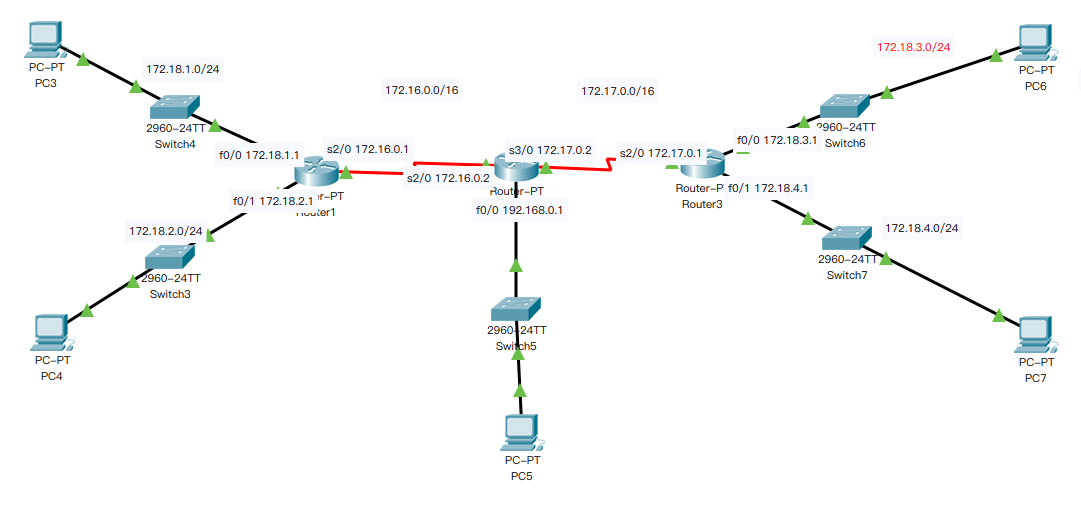 PC-PT
PC3
172.18.1.0/24
2960-24TT
Switch4
172.16.0.0/16
172.17.0.0/16
172.18.3.0/24
PC-PT
PC6
2960-24TT
Switch6
f0/0 172.18.1.1
s2/0 172.16.0.1
s3/0 172.17.0.2
s2/0 172.17.0.1
f0/0 172.18.3.1
s2/0 172.16.0.2
Router-PT
f0/0 192.168.0.1
f0/1 172.18.2.1
-PT
Router1
Router-P
Router3
f0/1 172.18.4.1
172.18.2.0/24
2960-24TT
Switch3
172.18.4.0/24
2960-24TT
Switch7
PC-PT
PC4
2960-24TT
Switch5
PC-PT
PC7
PC-PT
PC5